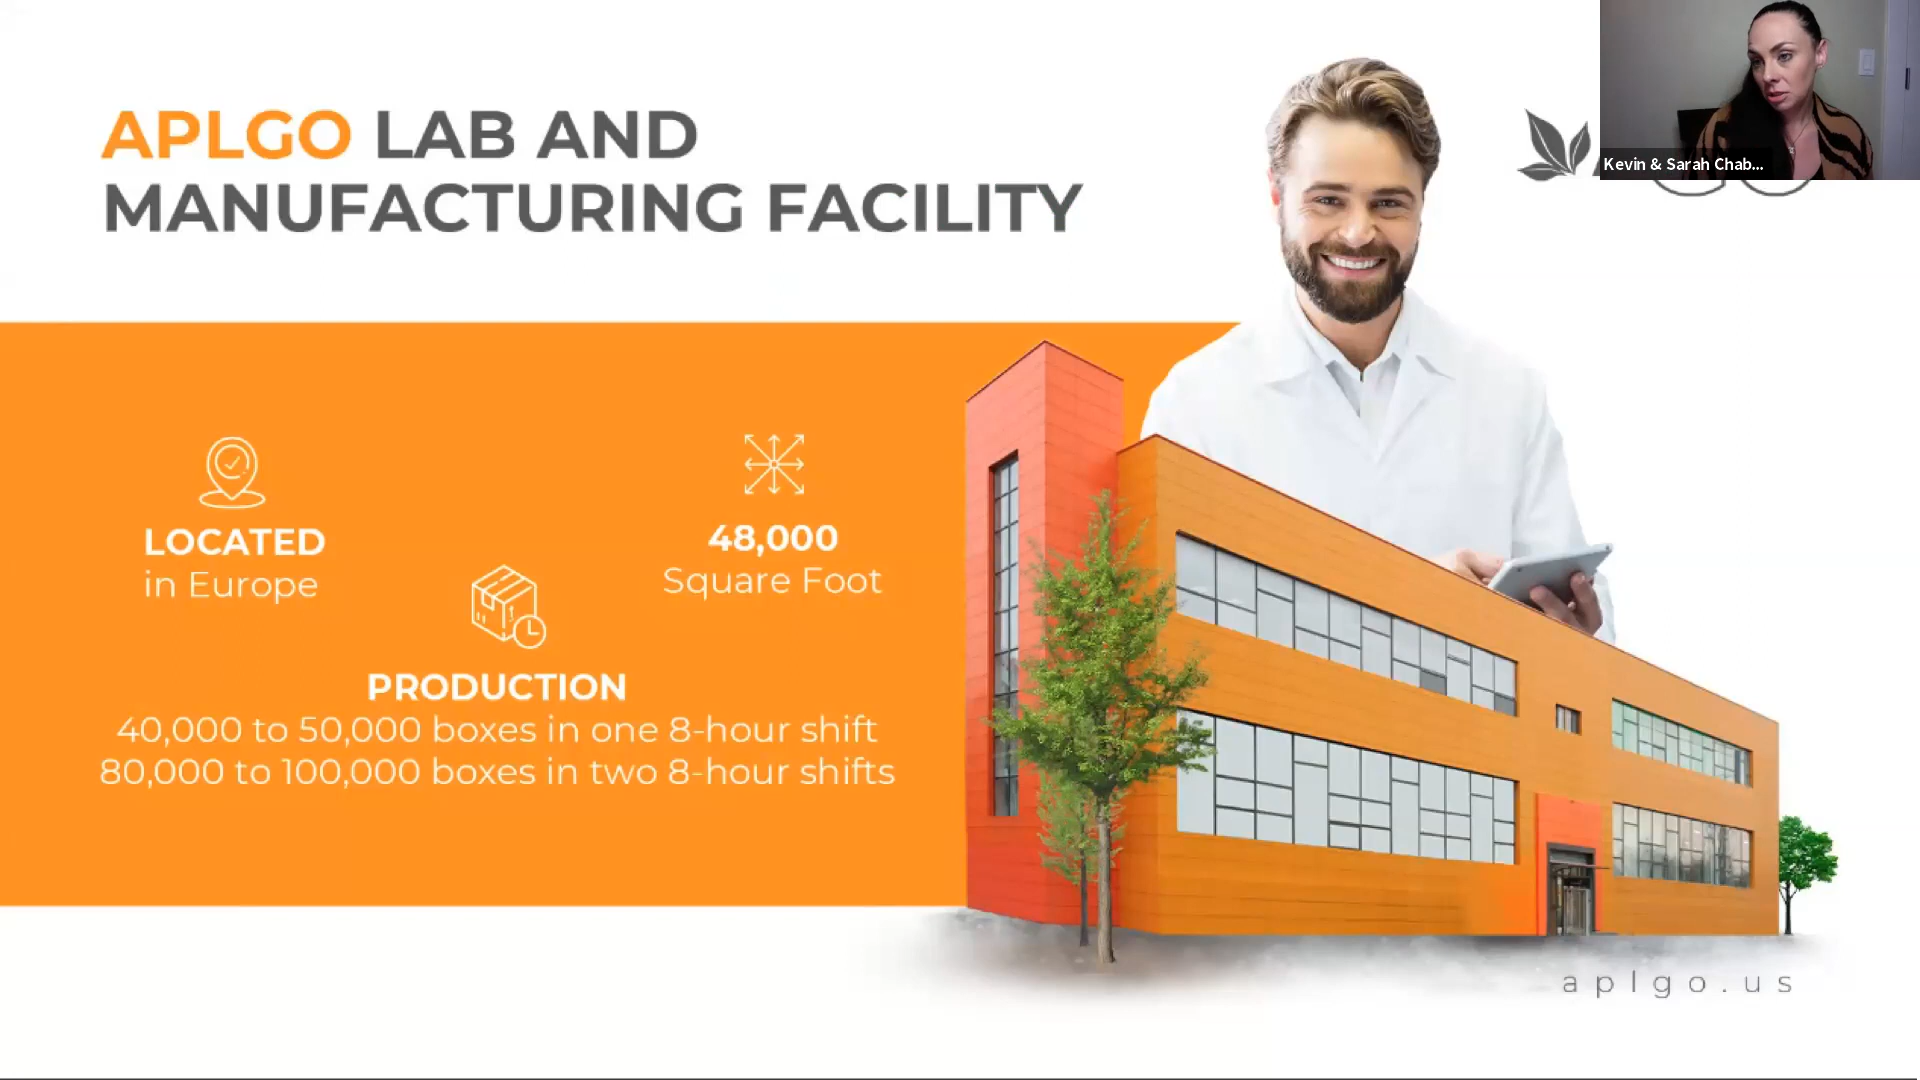 APLGO LAB AND
MANUFACTURING FACILITY
Kevin & Sarah Chab...
LOCATED
in Europe
48,000
Square Foot
PRODUCTION
40,000 to 50,000 boxes in one 8-hour shift
80,000 to 100,000 boxes in two 8-hour shifts
aplgo.us